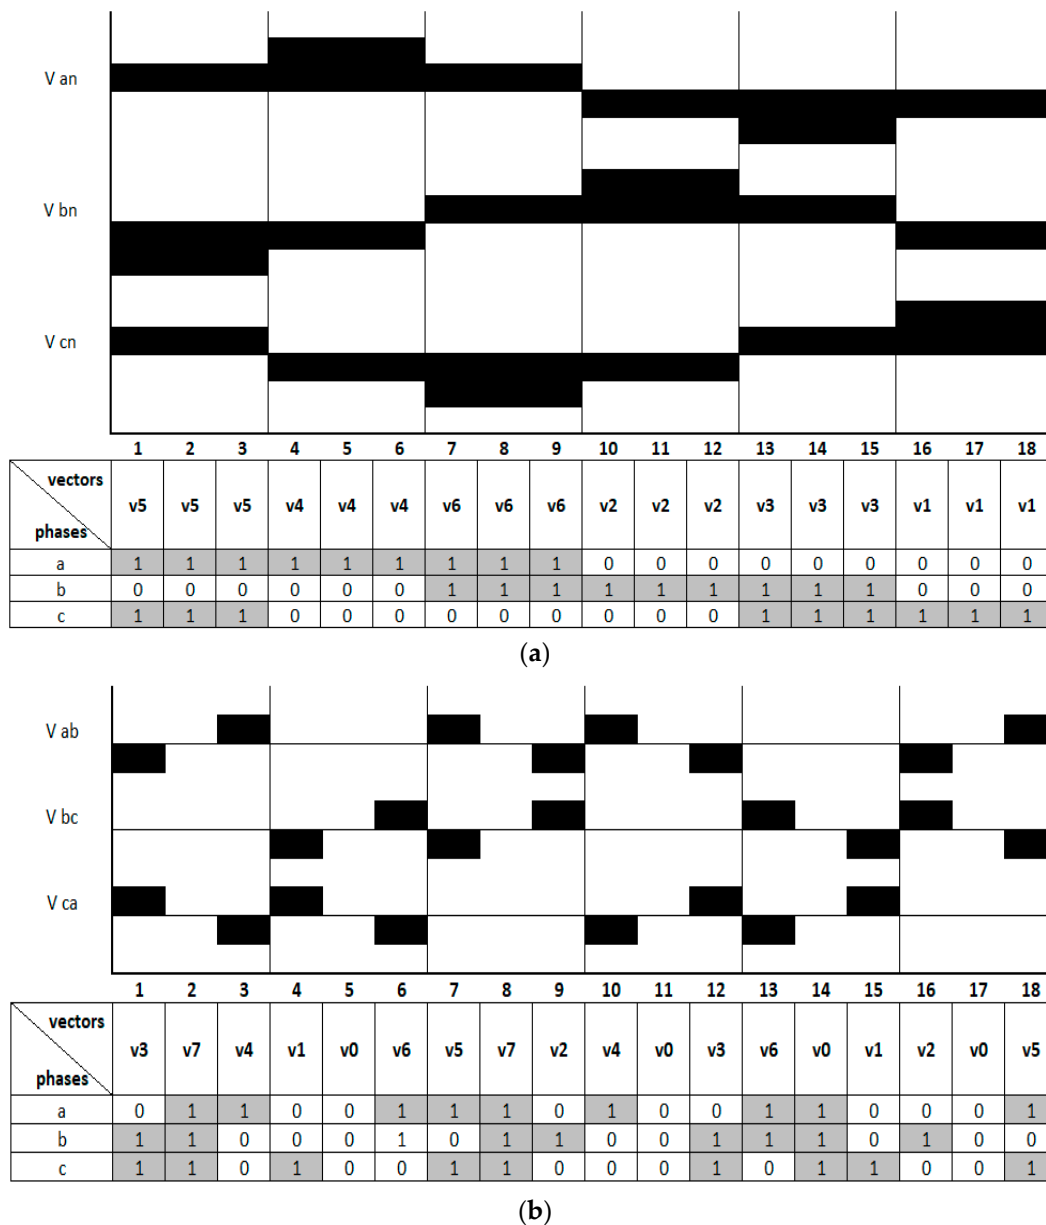 V an
V bn
V cn
1 2 3 4 5 6 7 8 9 10 11 12 13 14 15 16 17 18
vectors
phases
v5 v5 v5 v4 v4 v4 v6 v6 v6 v2 v2 v2 v3 v3 v3 v1 v1 v1
a 1 1 1 1 1 1 1 1 1 0 0 0 0 0 0 0 0 0
b 0 0 0 0 0 0 1 1 1 1 1 1 1 1 1 0 0 0
c 1 1 1 0 0 0 0 0 0 0 0 0 1 1 1 1 1 1
(a)
V ab
V bc
V ca
1 2 3 4 5 6 7 8 9 10 11 12 13 14 15 16 17 18
vectors
phases
v3 v7 v4 v1 v0 v6 v5 v7 v2 v4 v0 v3 v6 v0 v1 v2 v0 v5
a 0 1 1 0 0 1 1 1 0 1 0 0 1 1 0 0 0 1
b 1 1 0 0 0 1 0 1 1 0 0 1 1 1 0 1 0 0
c 1 1 0 1 0 0 1 1 0 0 0 1 0 1 1 0 0 1
(b)